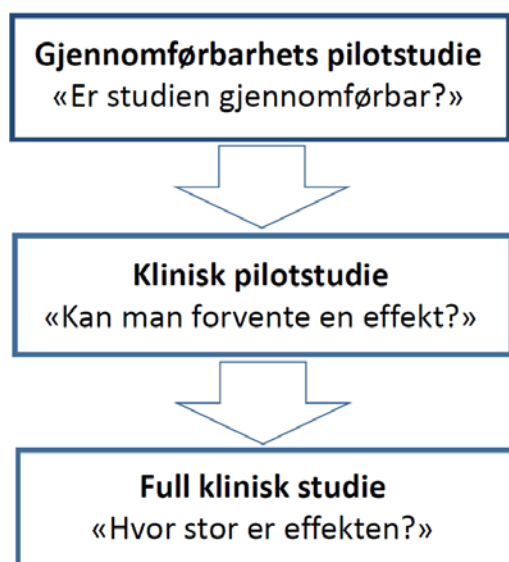 Gjennomførbarhets pilotstudie
«Er studien gjennomførbar?»
Klinisk pilotstudie
«Kan man forvente en effekt?»
Full klinisk studie
«Hvor stor er effekten?»